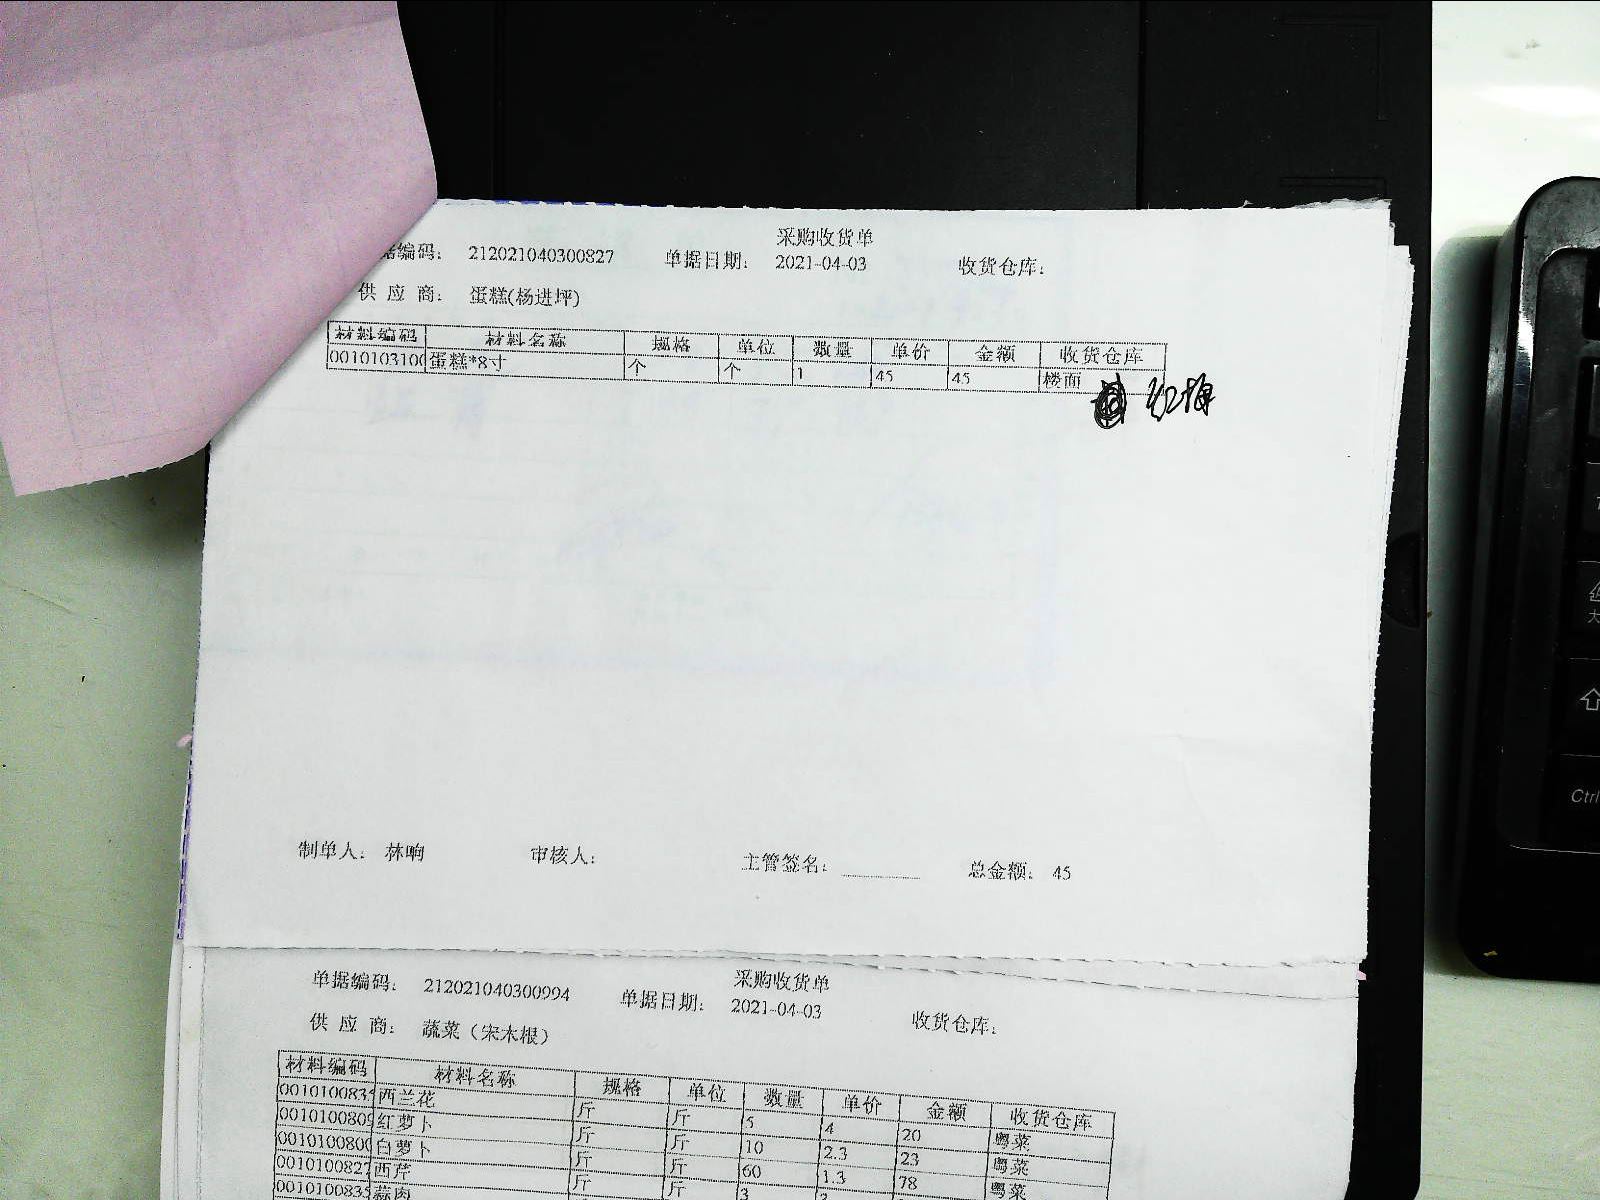 采购收货单
据编码： 212021040300827 单据日期： 2021-04-03 收货仓库：
供 应 商： 蛋糕(杨进坪)
材料编码 材料名称 规格 单位 数量 单价 金额 收货仓库
0010103100 蛋糕*8寸 个 个 1 45 45 楼面
制单人： 林响 审核人： 主管签名： 总金额： 45
采购收货单
单据编码： 212021040300994 单据日期： 2021-04-03 收货仓库：
供 应 商： 蔬菜（宋木根）
材料编码 材料名称 规格 单位 数量 单价 金额 收货仓库
001010083 西兰花 斤 斤 5 4 20 粤菜
001010080 红萝卜 斤 斤 10 2.3 23 粤菜
001010080 白萝卜 斤 斤 60 1.3 78 粤菜
001010082 西芹 斤 斤 3
001010083 蒜肉
Ctrl